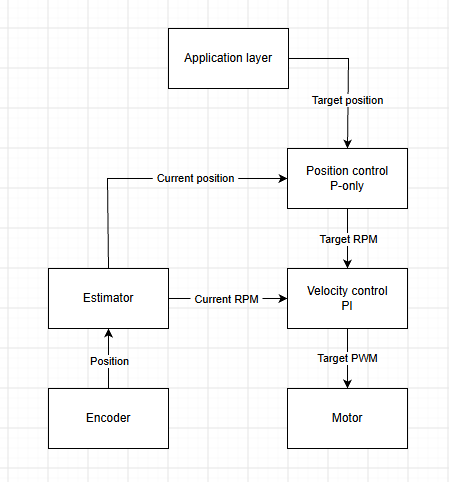 Application layer
Target position
Position control
P-only
Current position
Target RPM
Estimator
Current RPM
Velocity control
PI
Position
Target PWM
Encoder
Motor